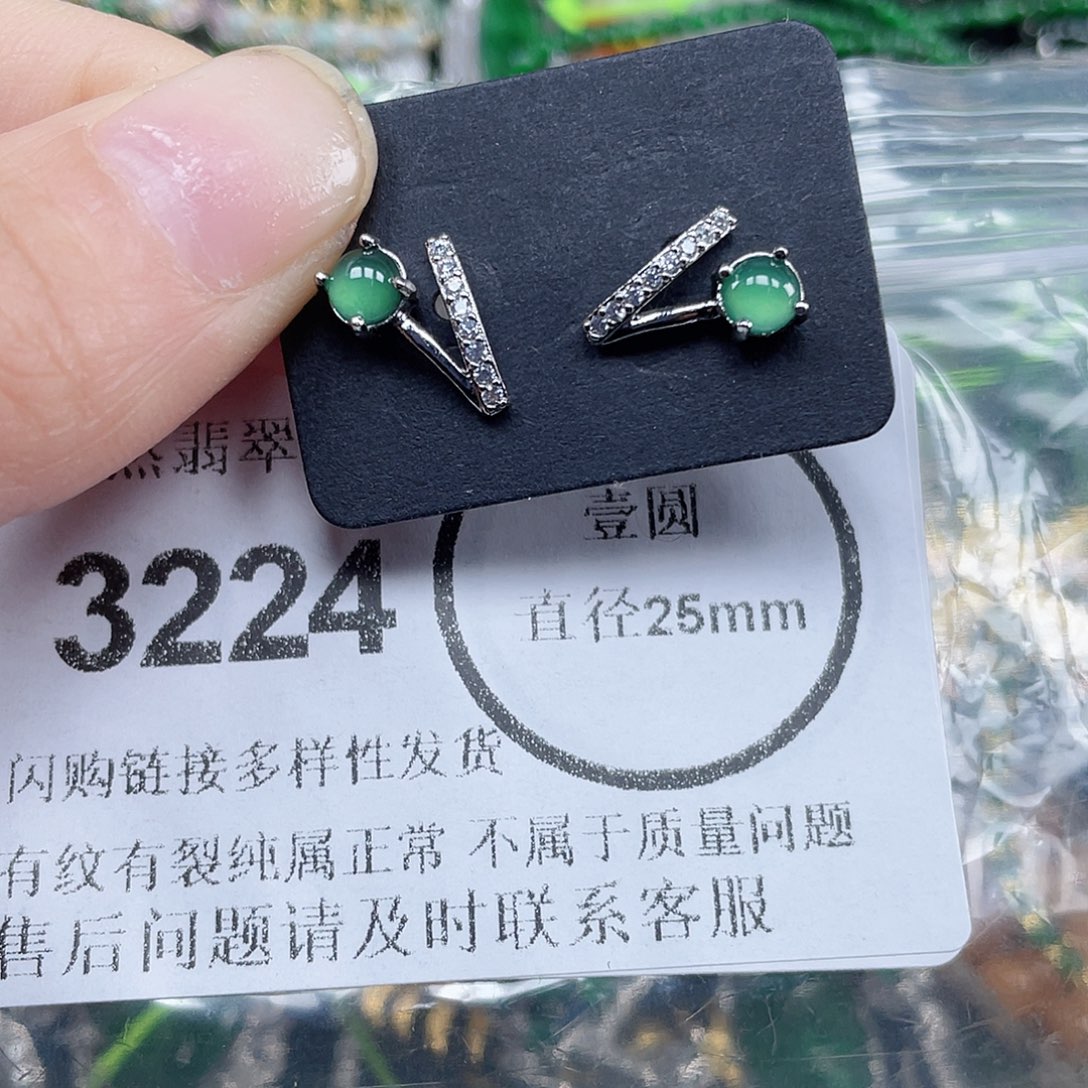 然翡翠
壹圆
3224
直径25mm
闪购链接多样性发货
有纹有裂纯属正常 不属于质量问题
售后问题请及时联系客服